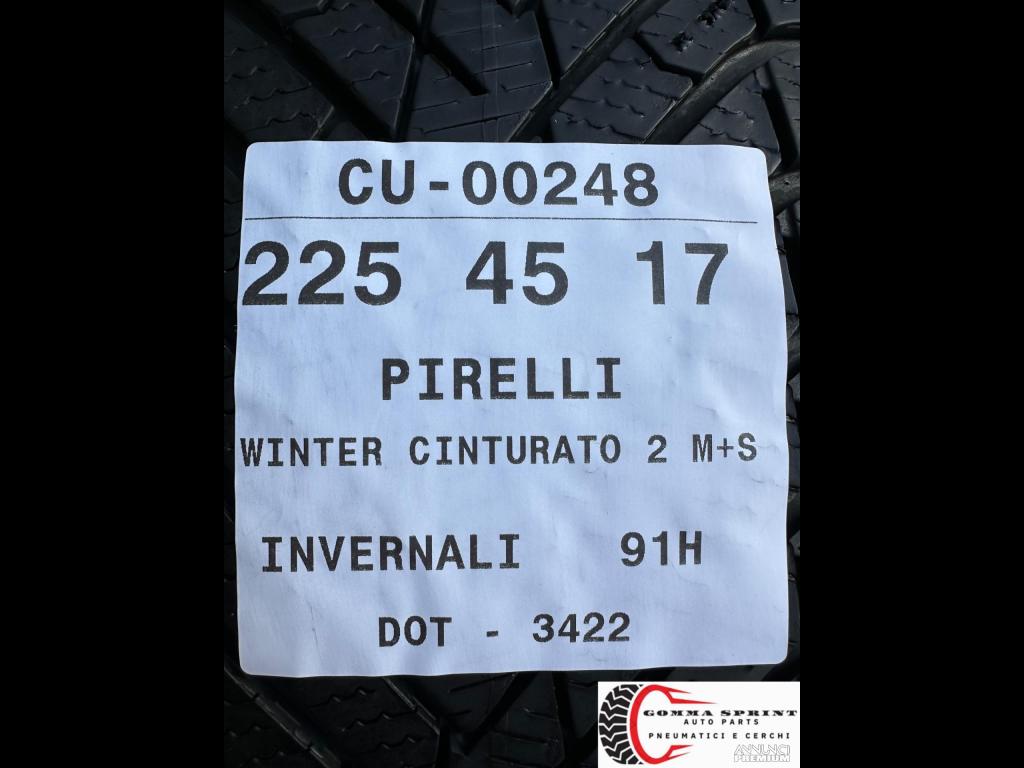 CU-00248
225 45 17
PIRELLI
WINTER CINTURATO 2 M+S
INVERNALI 91H
DOT - 3422
GOMMA SPRINT
AUTO PARTS
PNEUMATICI E CERCHI
ANNUNCI
PREMIUM